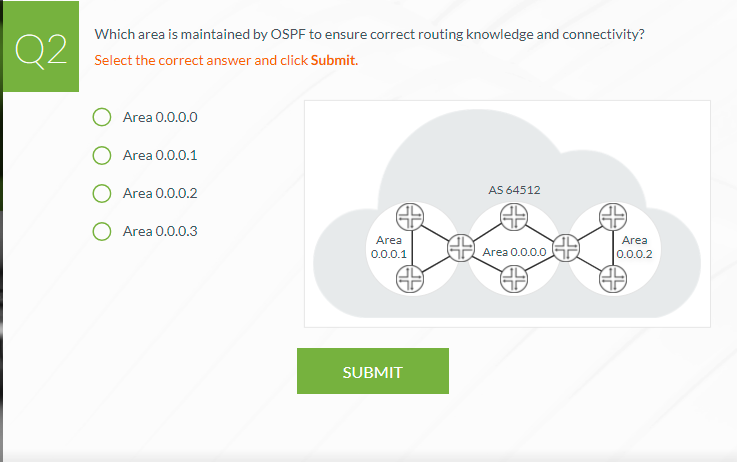 Q2
Which area is maintained by OSPF to ensure correct routing knowledge and connectivity?
Select the correct answer and click Submit.
Area 0.0.0.0
Area 0.0.0.1
Area 0.0.0.2
Area 0.0.0.3
AS 64512
Area
0.0.0.1
Area 0.0.0.0
Area
0.0.0.2
SUBMIT